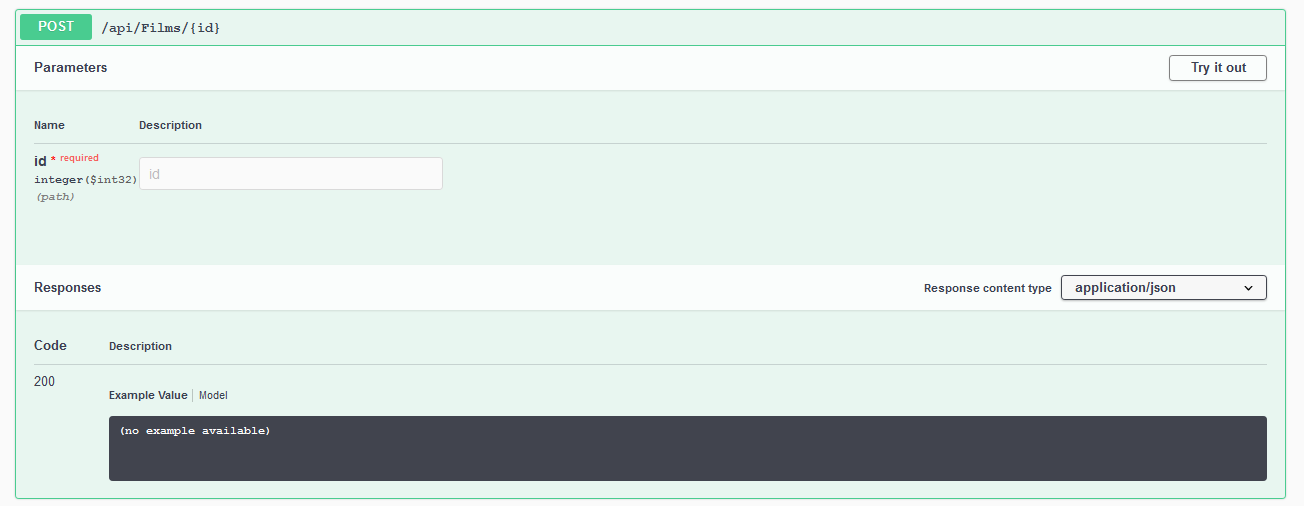 POST /api/Films/{id}
Parameters
Try it out
Name Description
id * required
id
integer($int32)
(path)
Responses
Response content type application/json
Code Description
200
Example Value Model
(no example available)